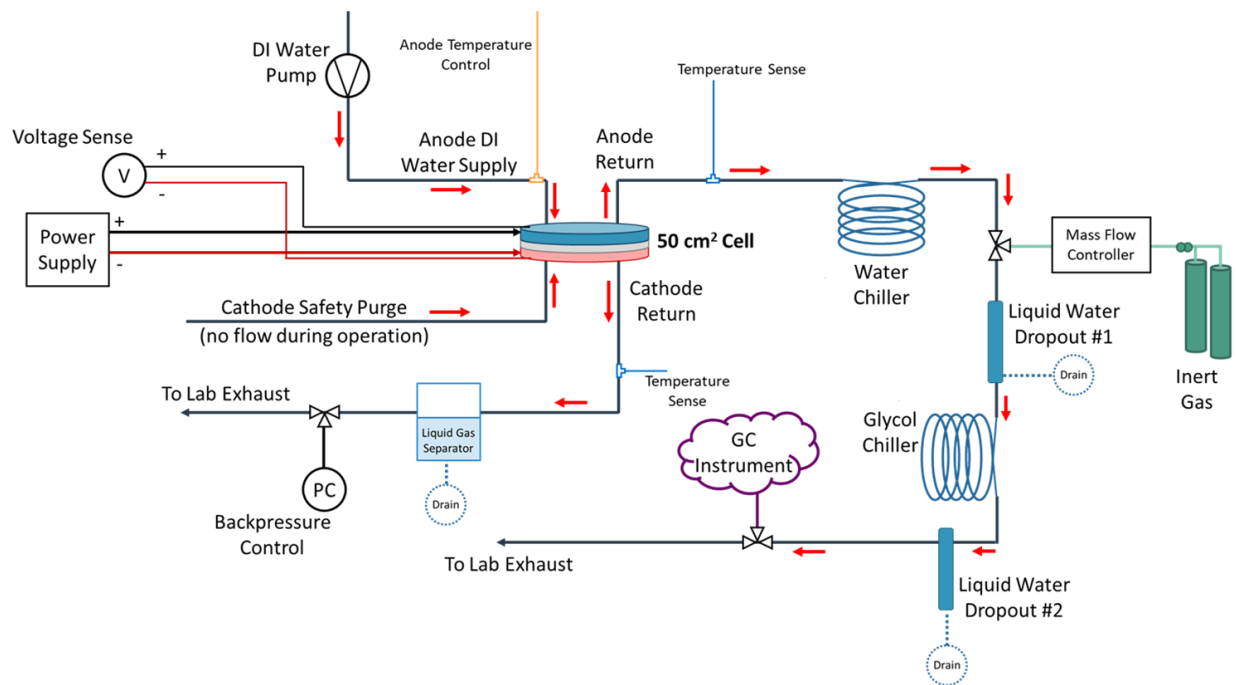 DI Water
Pump
Anode Temperature
Control
Temperature Sense
Voltage Sense
+
V
-
Anode DI
Water Supply
Anode
Return
Power
Supply
+
-
50 cm² Cell
Water
Chiller
Mass Flow
Controller
Cathode Safety Purge
(no flow during operation)
Cathode
Return
Liquid Water
Dropout #1
Drain
Inert
Gas
Temperature
Sense
To Lab Exhaust
Liquid Gas
Separator
Drain
PC
Backpressure
Control
GC
Instrument
Glycol
Chiller
To Lab Exhaust
Liquid Water
Dropout #2
Drain